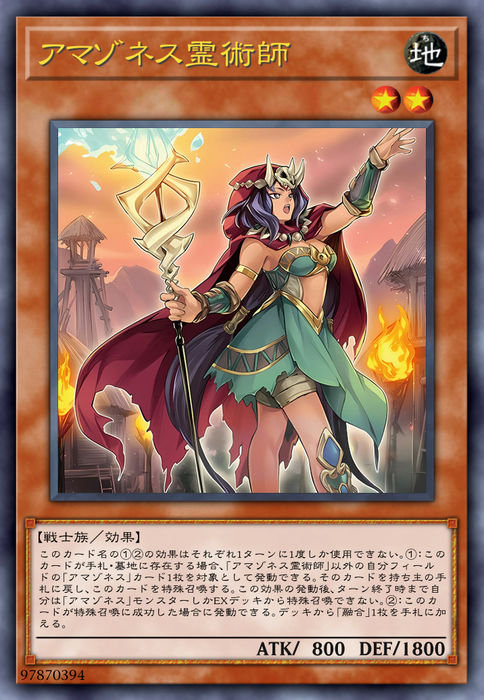 アマゾネス霊術師
ち
地
【戦士族／効果】
このカード名の①②の効果はそれぞれ1ターンに1度しか使用できない。①：この
カードが手札・墓地に存在する場合、「アマゾネス霊術師」以外の自分フィール
ドの「アマゾネス」カード1枚を対象として発動できる。そのカードを持ち主の手
札に戻し、このカードを特殊召喚する。この効果の発動後、ターン終了時まで自
分は「アマゾネス」モンスターしかEXデッキから特殊召喚できない。②：このカー
ドが特殊召喚に成功した場合に発動できる。デッキから「融合」1枚を手札に加
える。
ATK/ 800 DEF/1800
97870394